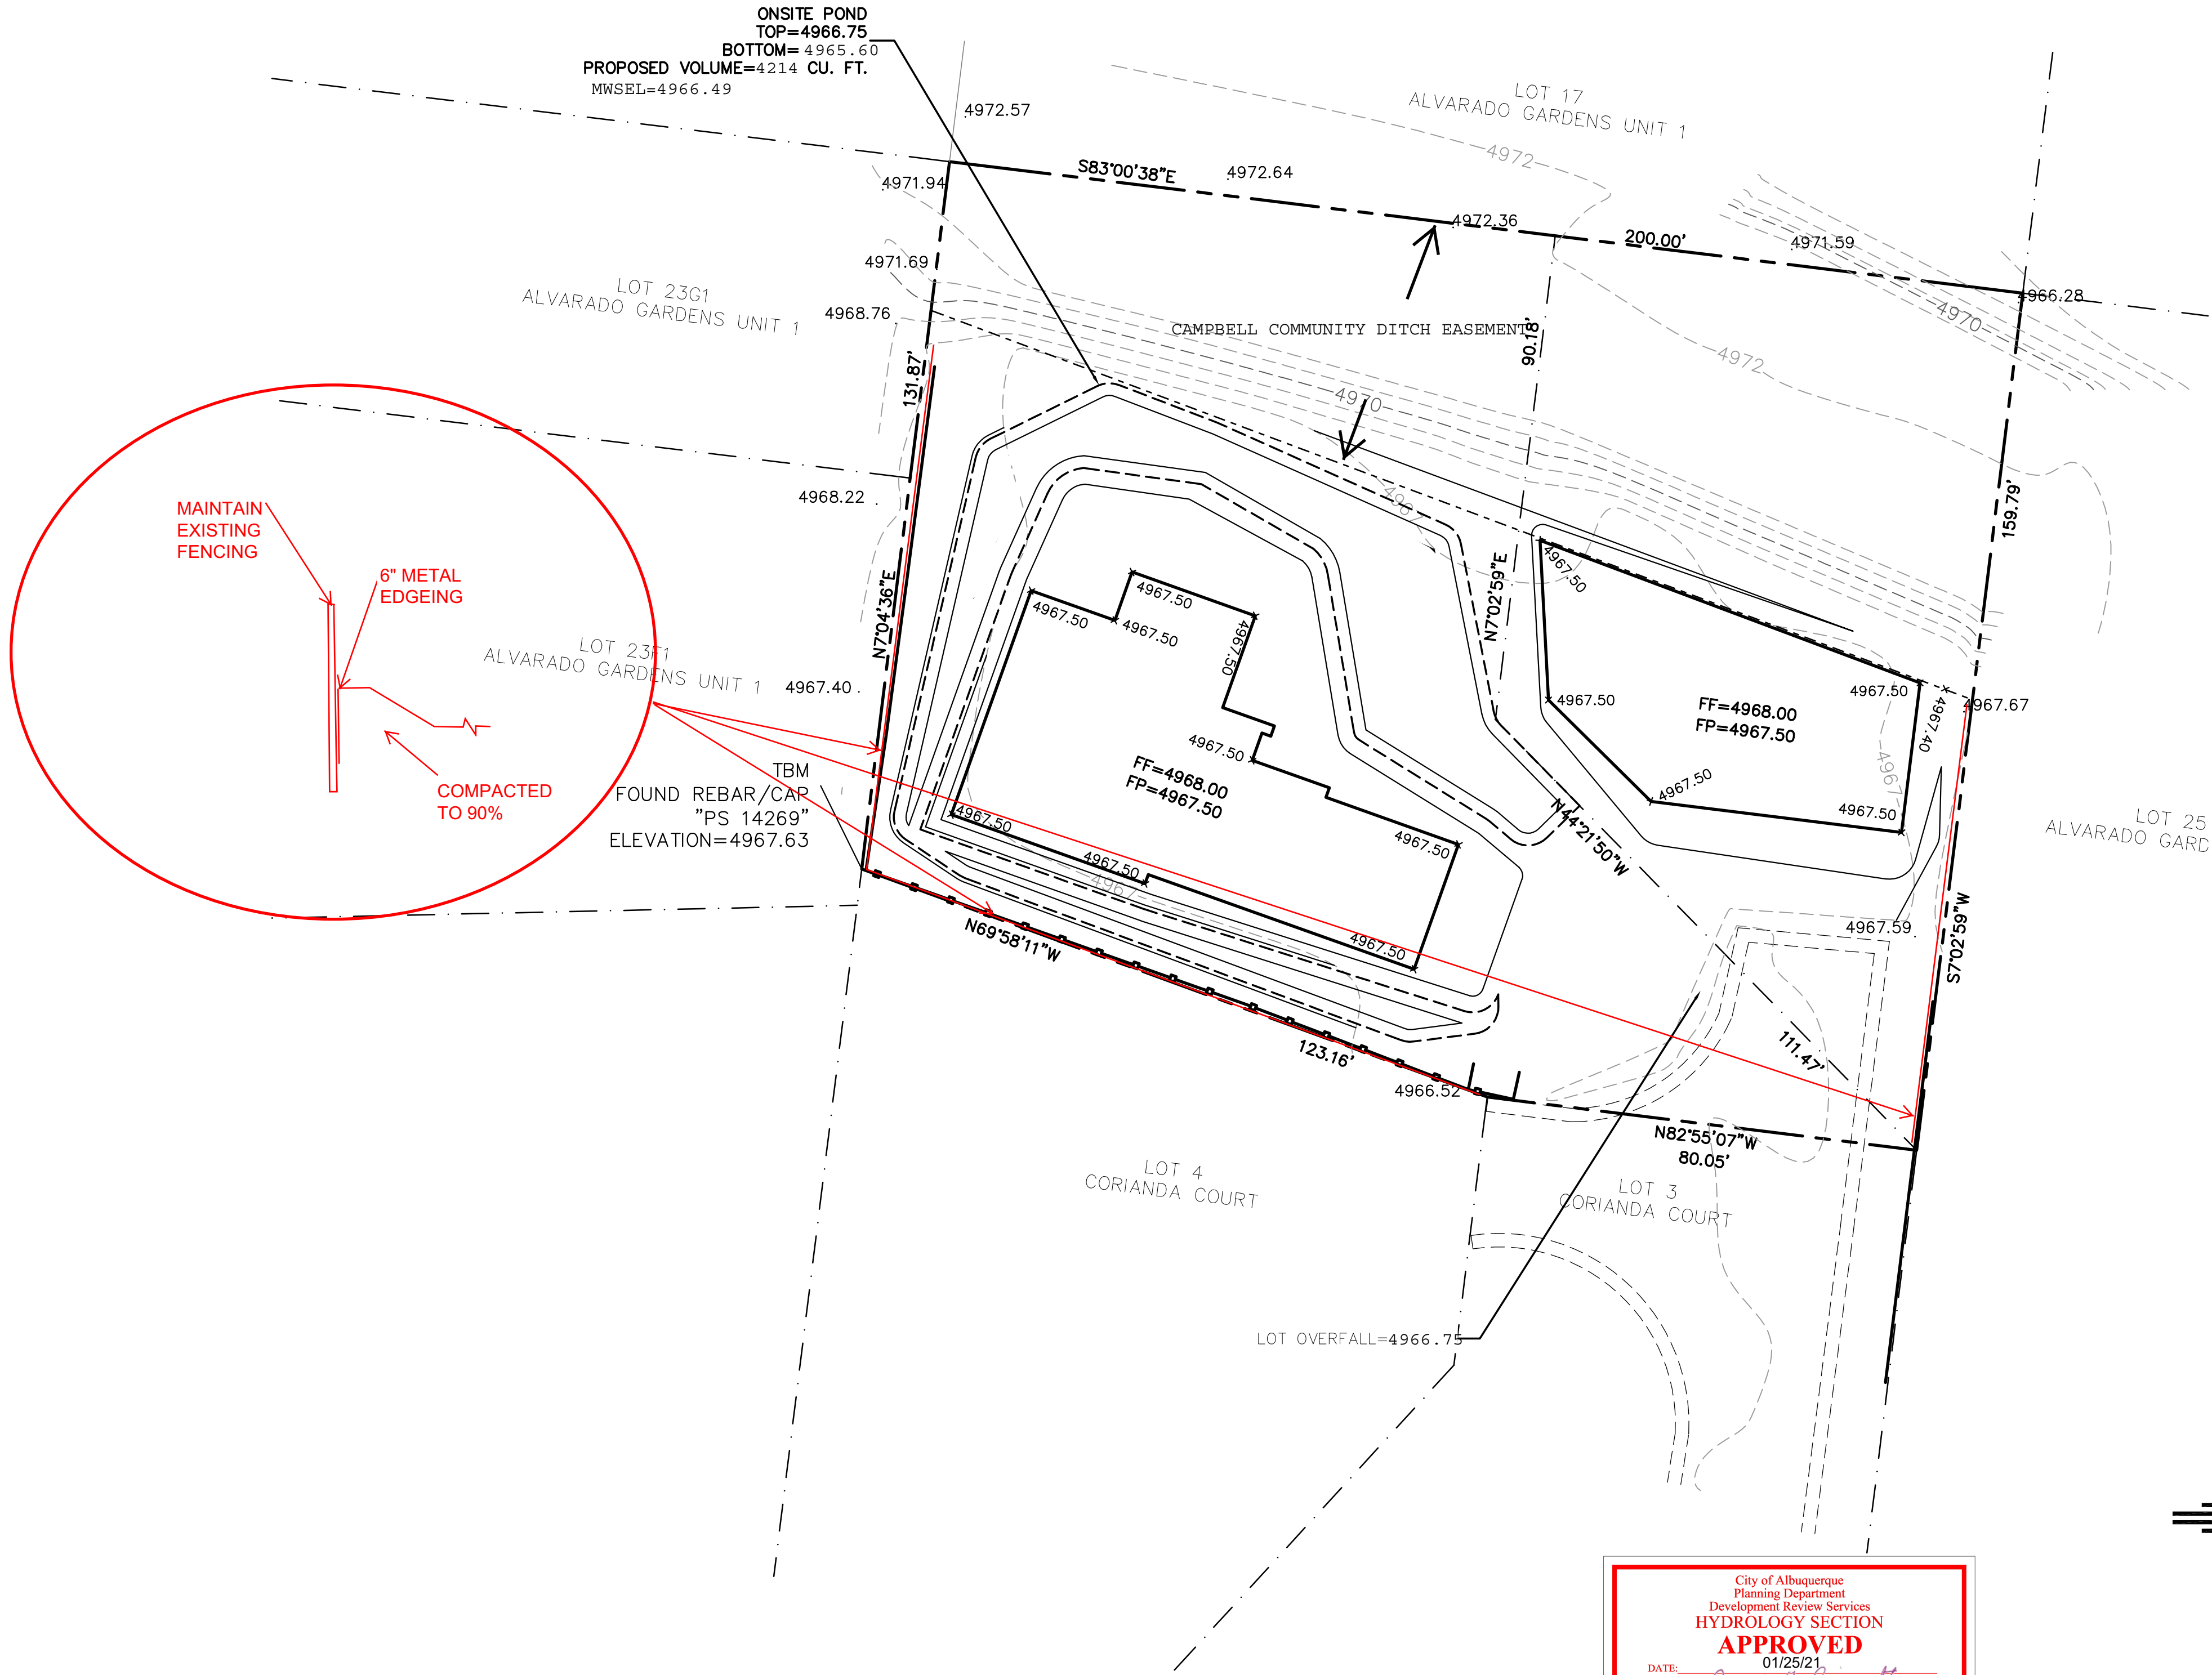 ONSITE POND
TOP=4966.75
BOTTOM= 4965.60
PROPOSED VOLUME=4214 CU. FT.
MWSEL=4966.49
LOT 17
ALVARADO GARDENS UNIT 1
4972.57
4972
S83°00'38"E
4972.64
4971.94
4972.36
200.00'
4971.59
4971.69
4966.28
LOT 23G1
ALVARADO GARDENS UNIT 1
4968.76
4970
CAMPBELL COMMUNITY DITCH EASEMENT
90.18'
4972
131.87'
4970
159.79'
4968.22
4967
MAINTAIN
EXISTING
FENCING
6" METAL
EDGEING
COMPACTED
TO 90%
N7°04'36"E
N7°02'59"E
4967.50
4967.50
4967.50
4967.50
4967.50
LOT 23F1
ALVARADO GARDENS UNIT 1
4967.40
4967.50
4967.50
4967.40
4967.67
FF=4968.00
FP=4967.50
4967.50
FF=4968.00
FP=4967.50
4967
TBM
FOUND REBAR/CAP
"PS 14269"
ELEVATION=4967.63
4967.50
4967.50
4967.50
N44°21'50"W
4967.50
LOT 25
ALVARADO GARD
4967.50
4967
4967.50
4967.59
S7°02'59"W
N69°58'11"W
123.16'
4966.52
111.47'
N82°55'07"W
80.05'
LOT 4
CORIANDA COURT
LOT 3
CORIANDA COURT
LOT OVERFALL=4966.75
City of Albuquerque
Planning Department
Development Review Services
HYDROLOGY SECTION
APPROVED
DATE: 01/25/21